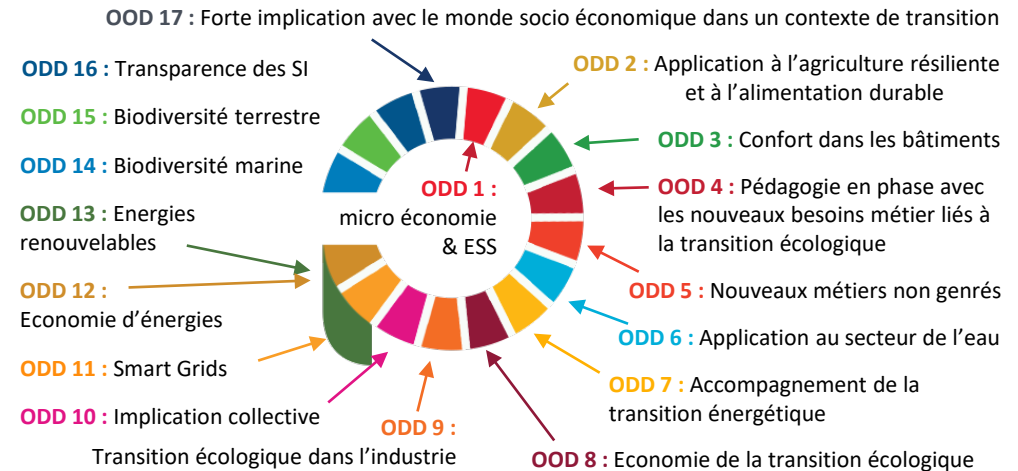 OOD 17 : Forte implication avec le monde socio économique dans un contexte de transition
ODD 16 : Transparence des SI
ODD 15 : Biodiversité terrestre
ODD 14 : Biodiversité marine
ODD 13 : Energies
renouvelables
ODD 12 :
Economie d’énergies
ODD 11 : Smart Grids
ODD 10 : Implication collective
ODD 9 :
Transition écologique dans l’industrie
ODD 1 :
micro économie
& ESS
ODD 2 : Application à l’agriculture résiliente
et à l’alimentation durable
ODD 3 : Confort dans les bâtiments
OOD 4 : Pédagogie en phase avec
les nouveaux besoins métier liés à
la transition écologique
ODD 5 : Nouveaux métiers non genrés
ODD 6 : Application au secteur de l’eau
ODD 7 : Accompagnement de la
transition énergétique
OOD 8 : Economie de la transition écologique